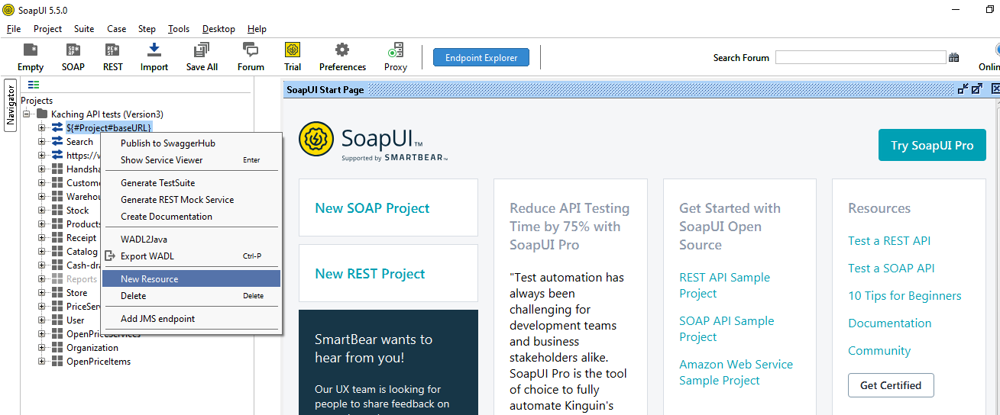 SoapUI 5.5.0
File Project Suite Case Step Tools Desktop Help
Empty SOAP REST Import Save All Forum Trial Preferences Proxy Endpoint Explorer Search Forum
Navigator
Projects
Kaching API tests (Version3)
${#Project#baseURL}
Search
https://
Handsha
Custome
Warehou
Stock
Products
Receipt
Catalog
Cash-dra
Reports
Store
PriceServ
User
OpenPriceServices
Organization
OpenPriceItems
Publish to SwaggerHub
Show Service Viewer Enter
Generate TestSuite
Generate REST Mock Service
Create Documentation
WADL2Java
Export WADL Ctrl-P
New Resource
Delete Delete
Add JMS endpoint
SoapUI Start Page
SoapUI™
Supported by SMARTBEAR™
Try SoapUI Pro
New SOAP Project
New REST Project
SmartBear wants to
hear from you!
Our UX team is looking for
people to share feedback on
Reduce API Testing
Time by 75% with
SoapUI Pro
"Test automation has
always been
challenging for
development teams
and business
stakeholders alike.
SoapUI Pro is the tool
of choice to fully
automate Kinguin's
Get Started with
SoapUI Open
Source
REST API Sample
Project
SOAP API Sample
Project
Amazon Web Service
Sample Project
Resources
Test a REST API
Test a SOAP API
10 Tips for Beginners
Documentation
Community
Get Certified